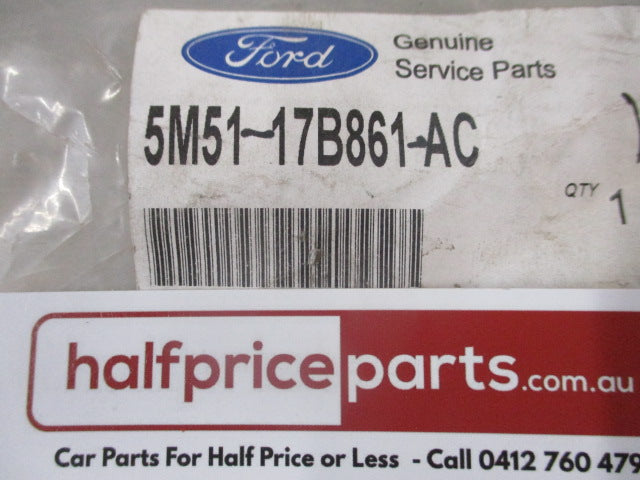 Ford
Genuine
Service Parts
5M51-17B861-AC
QTY 1
halfpriceparts.com.au
Car Parts For Half Price or Less - Call 0412 760 479